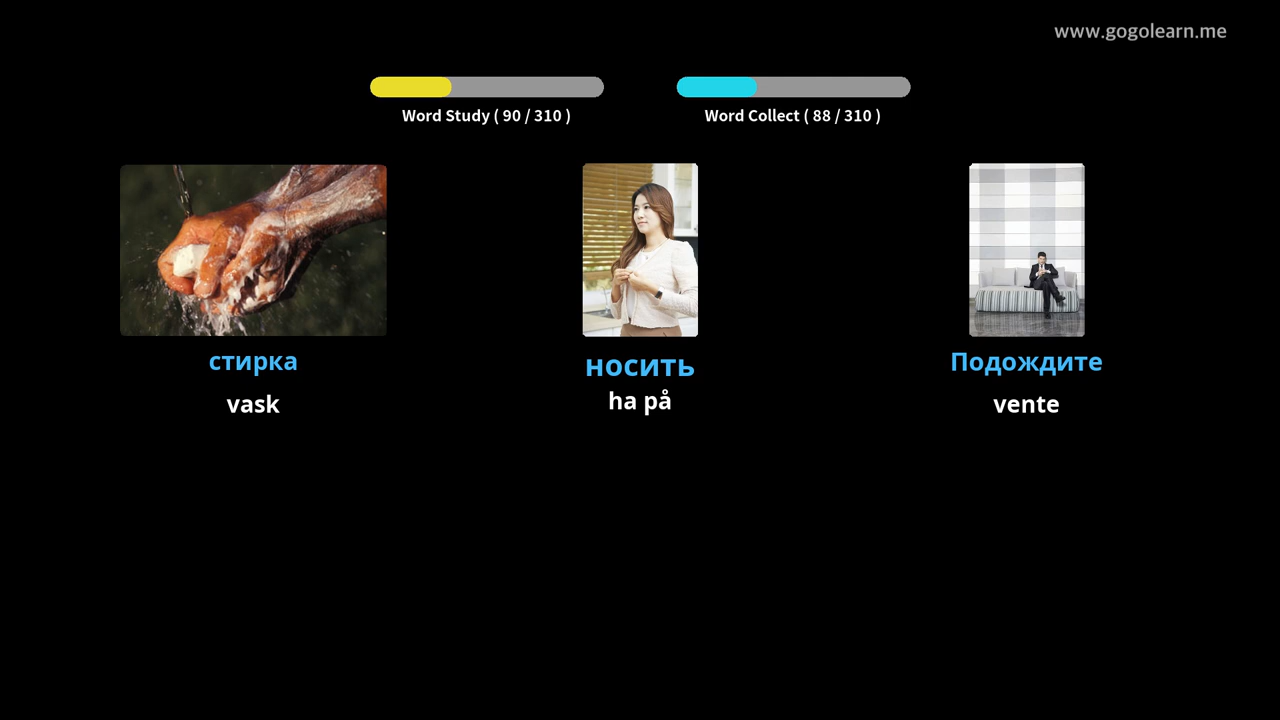 www.gogolearn.me
Word Study ( 90 / 310 )
Word Collect ( 88 / 310 )
стирка
vask
носить
ha på
Подождите
vente